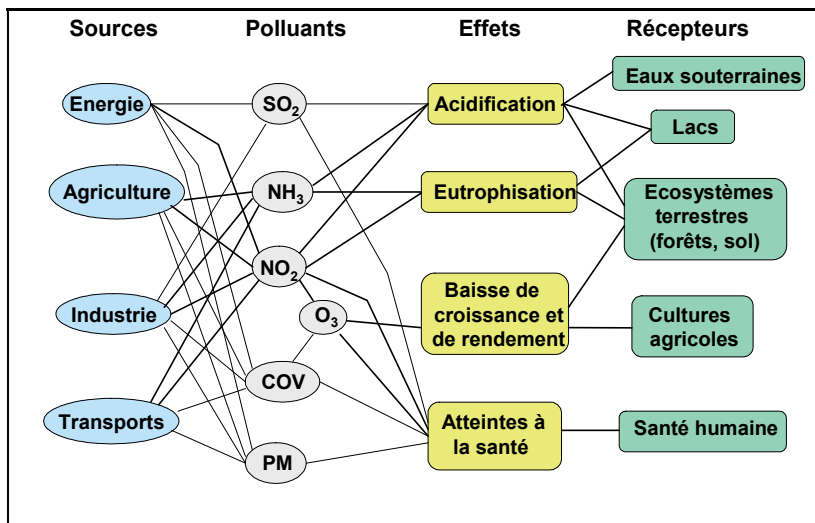 Sources
Polluants
Effets
Récepteurs
Energie
Agriculture
Industrie
Transports
SO2
NH3
NO2
O3
COV
PM
Acidification
Eutrophisation
Baisse de
croissance et
de rendement
Atteintes à
la santé
Eaux souterraines
Lacs
Ecosystèmes
terrestres
(forêts, sol)
Cultures
agricoles
Santé humaine